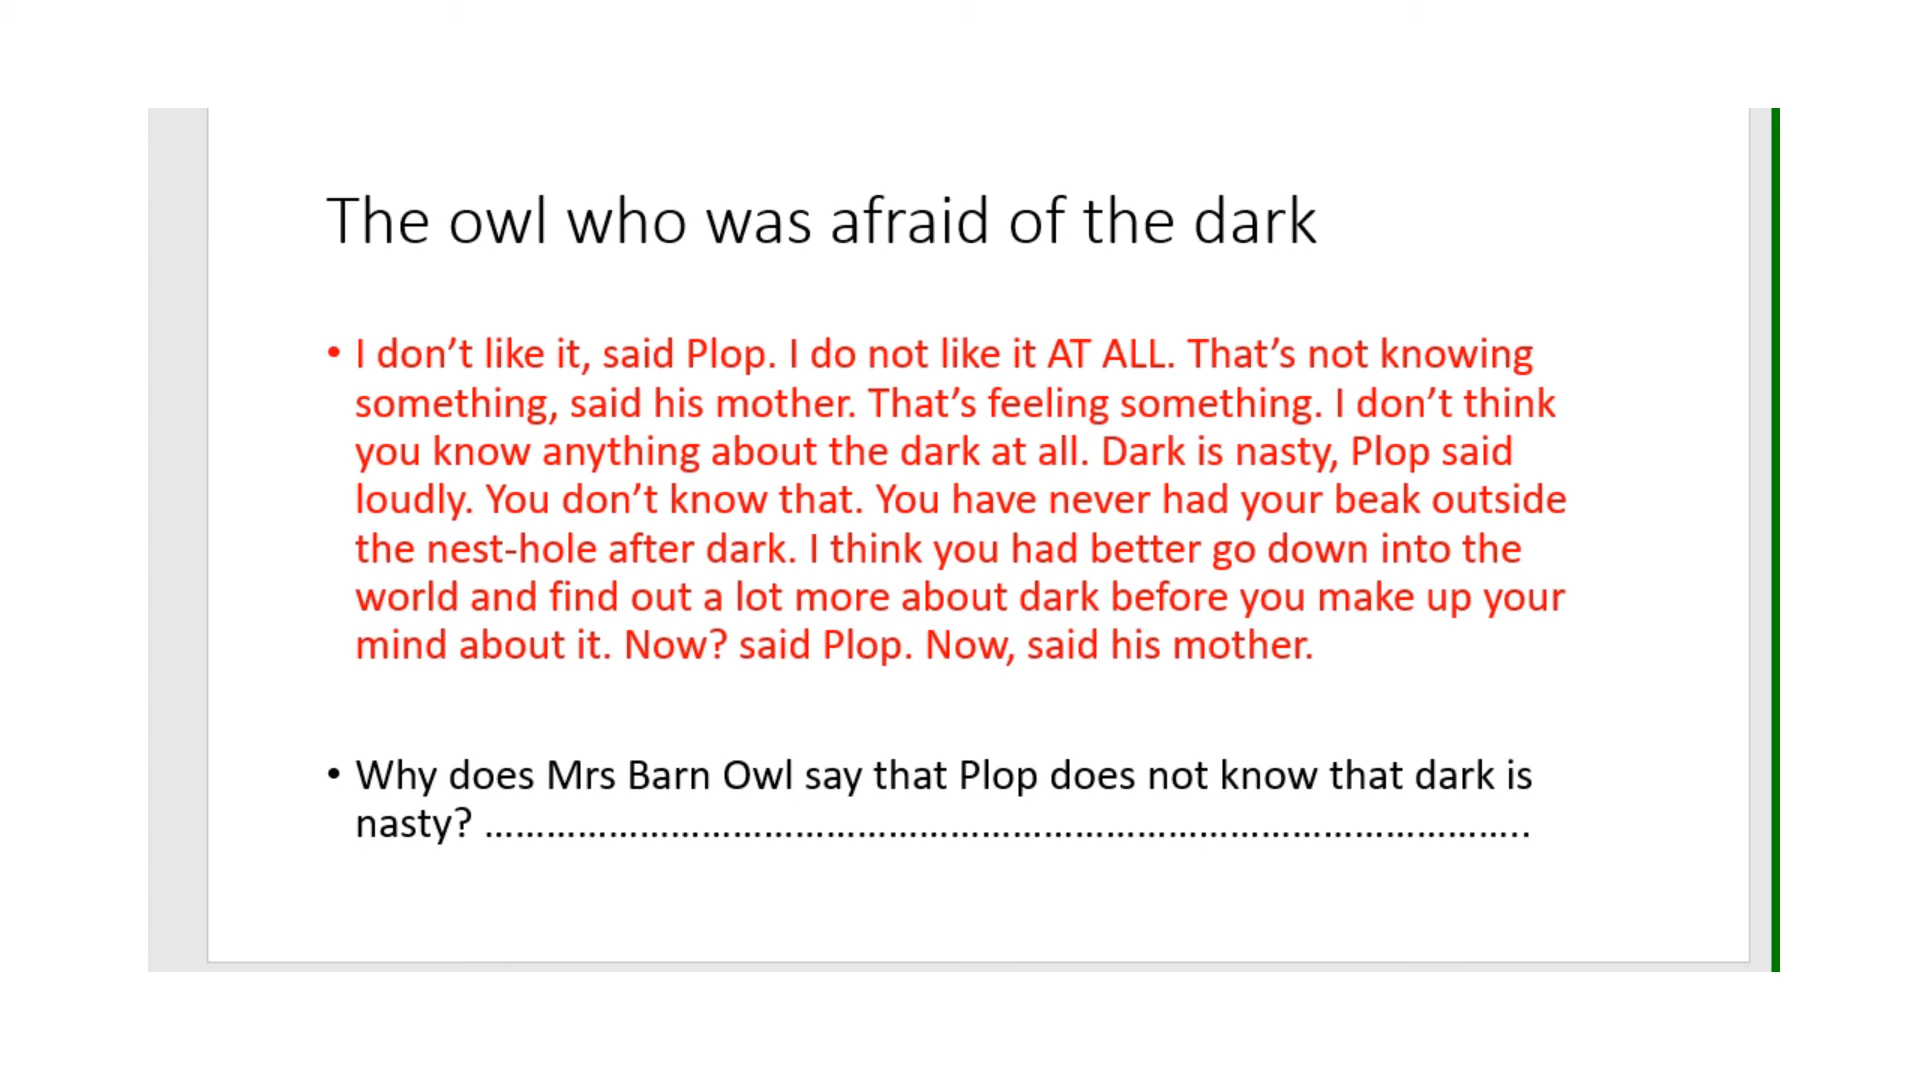 The owl who was afraid of the dark
• I don’t like it, said Plop. I do not like it AT ALL. That’s not knowing
something, said his mother. That’s feeling something. I don’t think
you know anything about the dark at all. Dark is nasty, Plop said
loudly. You don’t know that. You have never had your beak outside
the nest-hole after dark. I think you had better go down into the
world and find out a lot more about dark before you make up your
mind about it. Now? said Plop. Now, said his mother.
• Why does Mrs Barn Owl say that Plop does not know that dark is
nasty? ………………………………………………………………………………………..